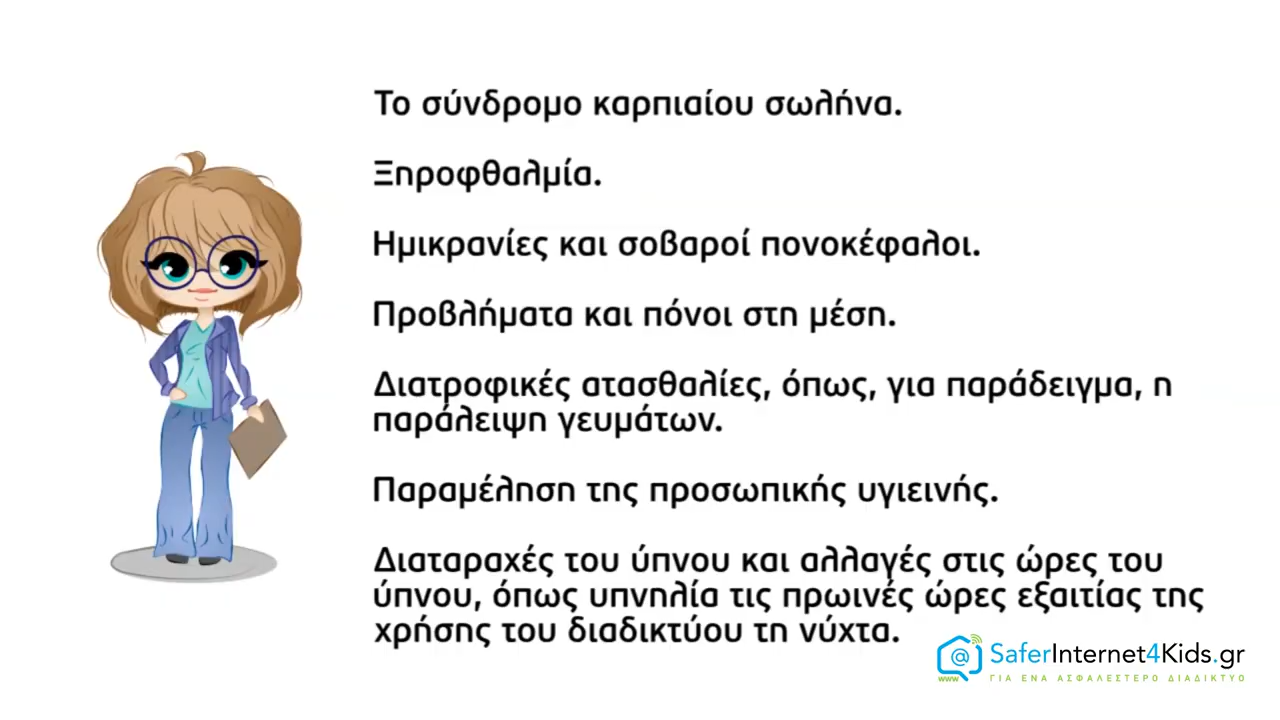 Το σύνδρομο καρπιαίου σωλήνα.
Ξηροφθαλμία.
Ημικρανίες και σοβαροί πονοκέφαλοι.
Προβλήματα και πόνοι στη μέση.
Διατροφικές ατασθαλίες, όπως, για παράδειγμα, η
παράλειψη γευμάτων.
Παραμέληση της προσωπικής υγιεινής.
Διαταραχές του ύπνου και αλλαγές στις ώρες του
ύπνου, όπως υπνηλία τις πρωινές ώρες εξαιτίας της
χρήσης του διαδικτύου τη νύχτα.
@
www
SaferInternet4Kids.gr
ΓΙΑ ΕΝΑ ΑΣΦΑΛΕΣΤΕΡΟ ΔΙΑΔΙΚΤΥΟ